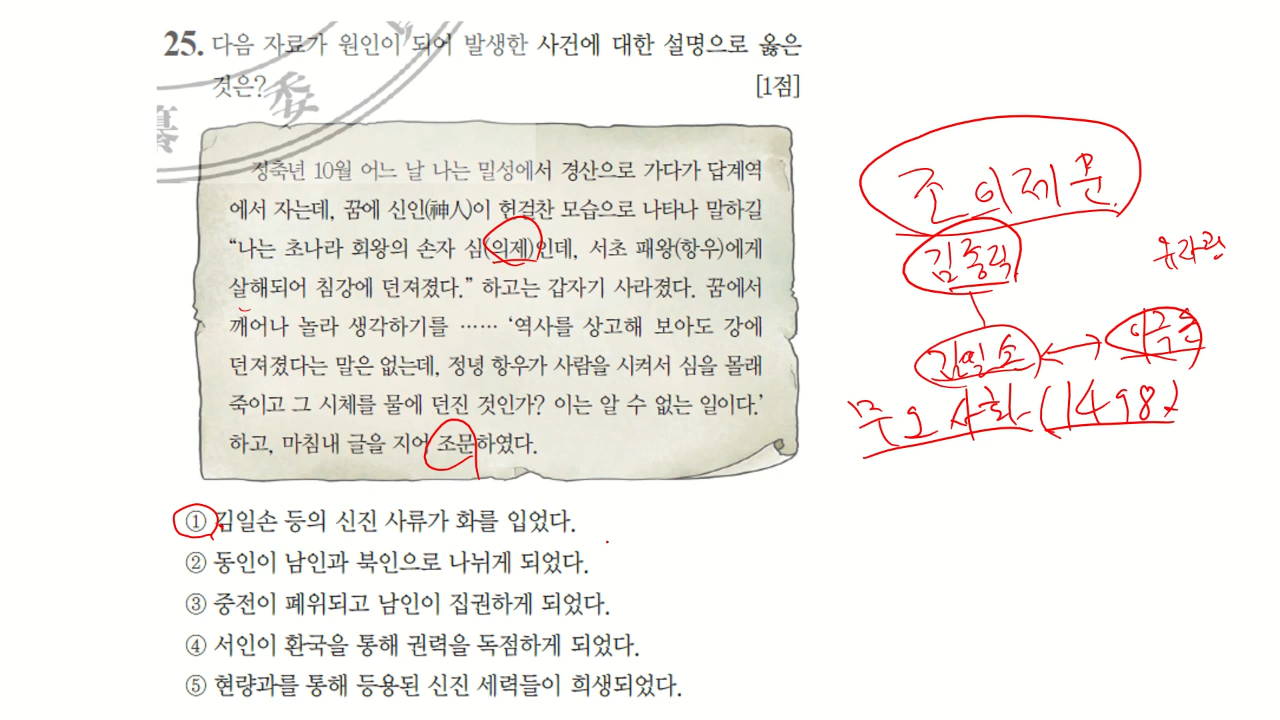 25. 다음 자료가 원인이 되어 발생한 사건에 대한 설명으로 옳은
것은? [1점]
정축년 10월 어느 날 나는 밀성에서 경산으로 가다가 답계역
에서 자는데, 꿈에 신인(神人)이 헌걸찬 모습으로 나타나 말하길
“나는 초나라 회왕의 손자 심(의제)인데, 서초 패왕(항우)에게
살해되어 침강에 던져졌다.” 하고는 갑자기 사라졌다. 꿈에서
깨어나 놀라 생각하기를 …… ‘역사를 상고해 보아도 강에
던져졌다는 말은 없는데, 정녕 항우가 사람을 시켜서 심을 몰래
죽이고 그 시체를 물에 던진 것인가? 이는 알 수 없는 일이다.’
하고, 마침내 글을 지어 조문하였다.
① 김일손 등의 신진 사류가 화를 입었다.
② 동인이 남인과 북인으로 나뉘게 되었다.
③ 중전이 폐위되고 남인이 집권하게 되었다.
④ 서인이 환국을 통해 권력을 독점하게 되었다.
⑤ 현량과를 통해 등용된 신진 세력들이 희생되었다.
조의제문
김종직
유자광
김일손
이극돈
무오사화(1498)
委
纂